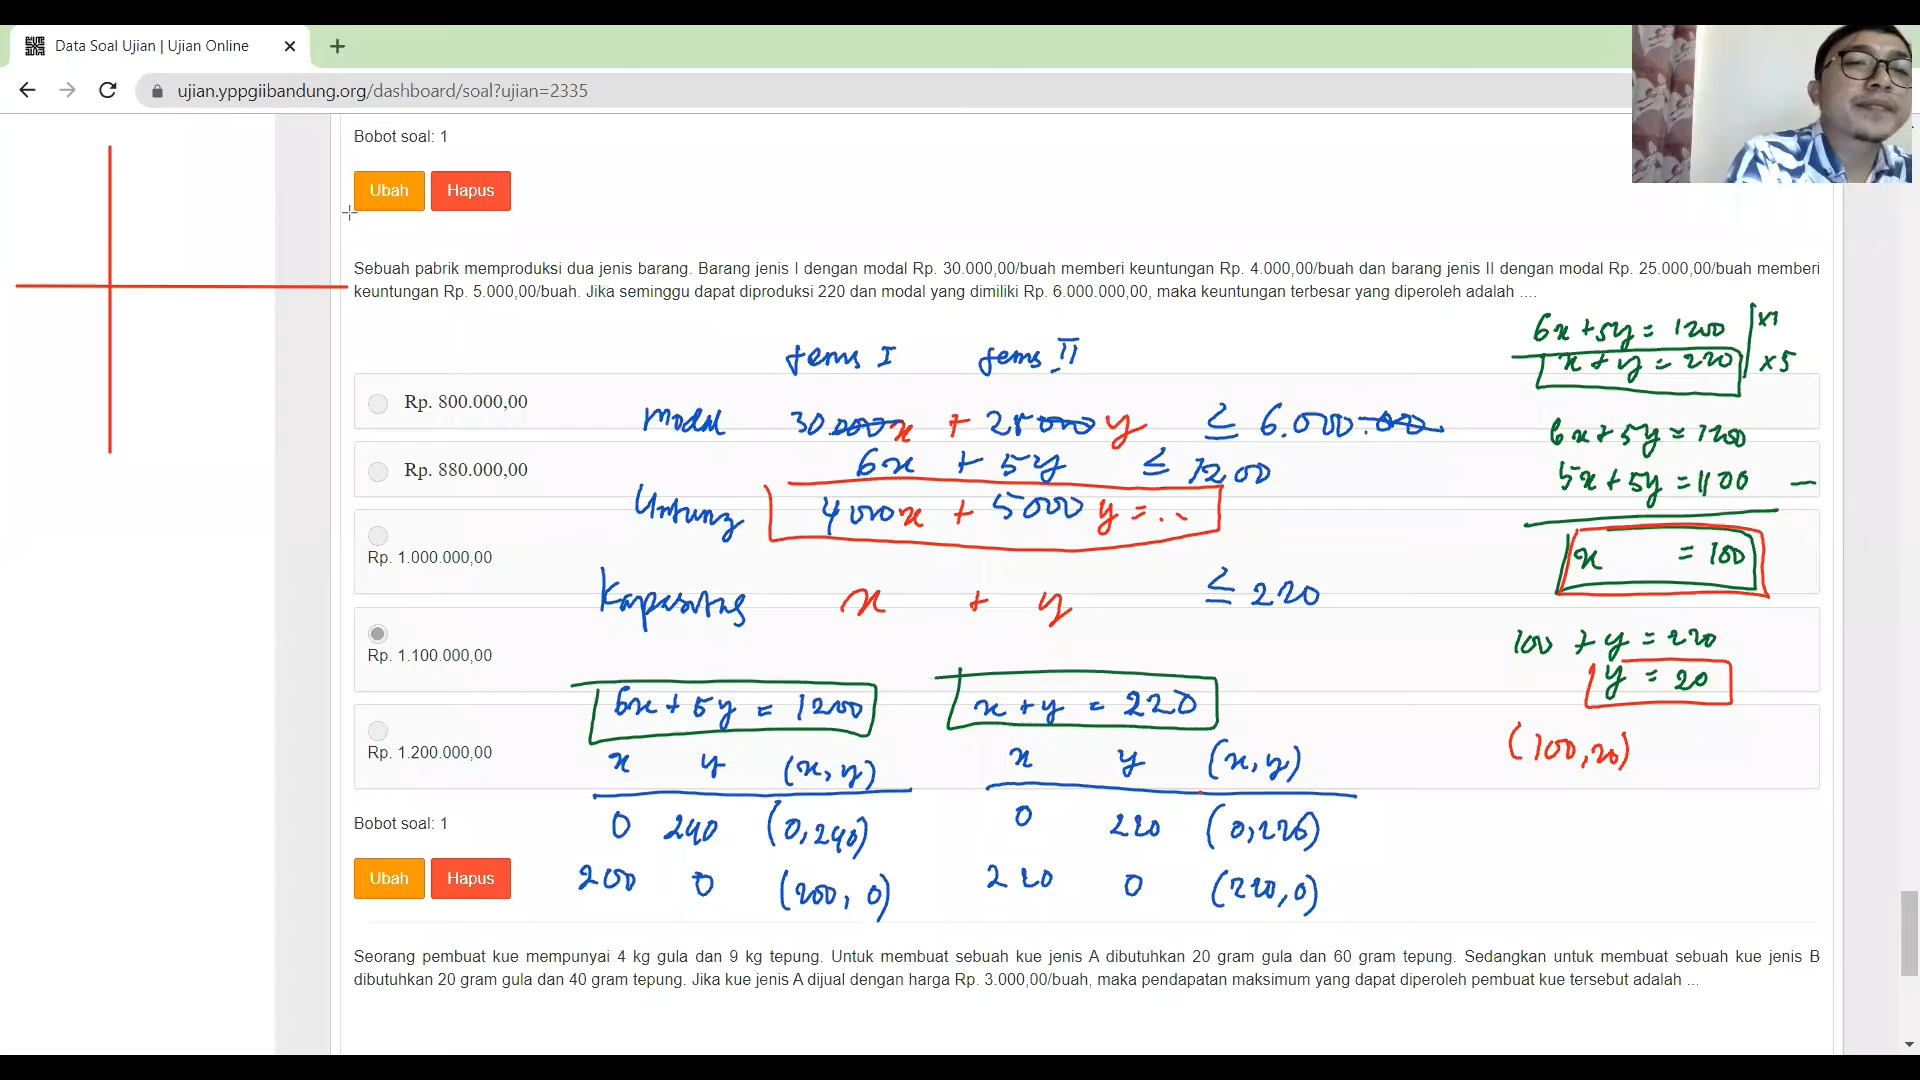 Data Soal Ujian | Ujian Online
ujian.yppgiibandung.org/dashboard/soal?ujian=2335
Bobot soal: 1
Ubah Hapus
Sebuah pabrik memproduksi dua jenis barang. Barang jenis I dengan modal Rp. 30.000,00/buah memberi keuntungan Rp. 4.000,00/buah dan barang jenis II dengan modal Rp. 25.000,00/buah memberi
keuntungan Rp. 5.000,00/buah. Jika seminggu dapat diproduksi 220 dan modal yang dimiliki Rp. 6.000.000,00, maka keuntungan terbesar yang diperoleh adalah ....
Jenis I Jenis II
Rp. 800.000,00
Modal 30.000x + 25.000y ≤ 6.000.000
Rp. 880.000,00
6x + 5y ≤ 1200
Untung 4000x + 5000y = ...
Rp. 1.000.000,00
Kapasitas x + y ≤ 220
Rp. 1.100.000,00
6x + 5y = 1200 x + y = 220
Rp. 1.200.000,00
x y (x,y) x y (x,y)
0 240 (0,240) 0 220 (0,220)
200 0 (200,0) 220 0 (220,0)
6x + 5y = 1200 | x1
x + y = 220 | x5
6x + 5y = 1200
5x + 5y = 1100 —
x = 100
100 + y = 220
y = 20
(100,20)
Bobot soal: 1
Ubah Hapus
Seorang pembuat kue mempunyai 4 kg gula dan 9 kg tepung. Untuk membuat sebuah kue jenis A dibutuhkan 20 gram gula dan 60 gram tepung. Sedangkan untuk membuat sebuah kue jenis B
dibutuhkan 20 gram gula dan 40 gram tepung. Jika kue jenis A dijual dengan harga Rp. 3.000,00/buah, maka pendapatan maksimum yang dapat diperoleh pembuat kue tersebut adalah ...